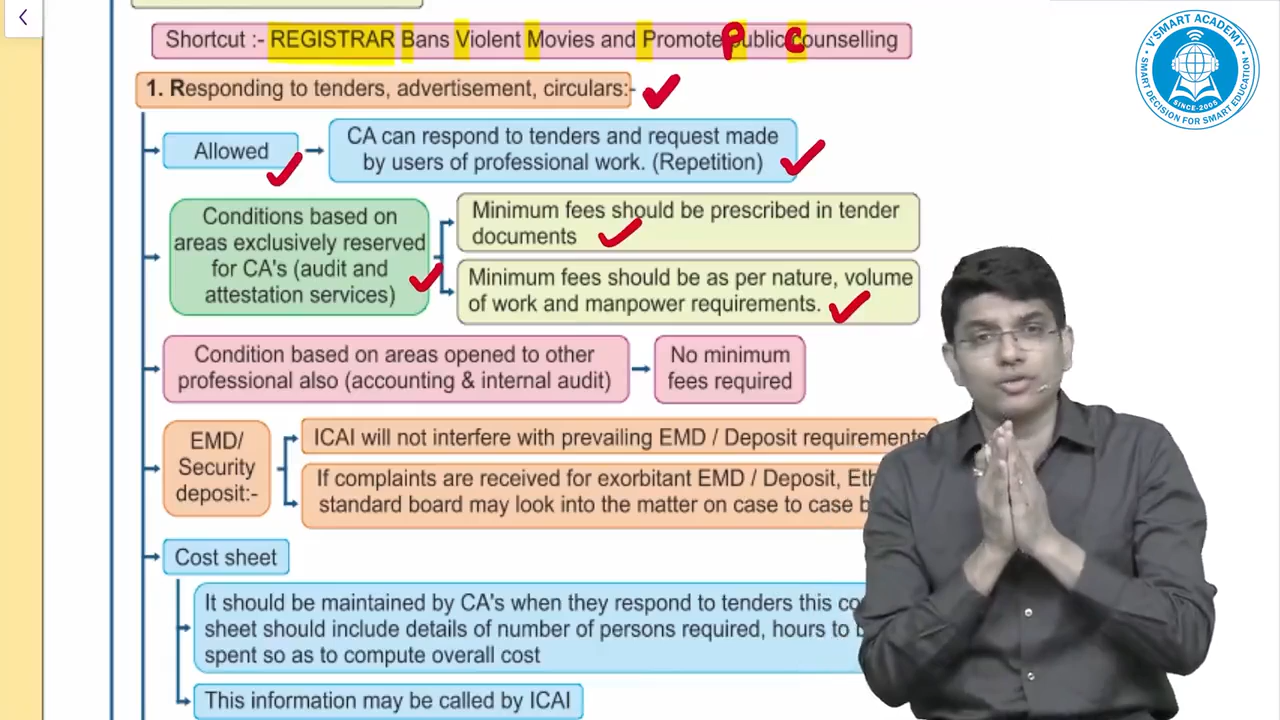 Shortcut :- REGISTRAR Bans Violent Movies and Promote Public Counselling
1. Responding to tenders, advertisement, circulars:-
Allowed
CA can respond to tenders and request made
by users of professional work. (Repetition)
Conditions based on
areas exclusively reserved
for CA's (audit and
attestation services)
Minimum fees should be prescribed in tender
documents
Minimum fees should be as per nature, volume
of work and manpower requirements.
Condition based on areas opened to other
professional also (accounting & internal audit)
No minimum
fees required
EMD/
Security
deposit:-
ICAI will not interfere with prevailing EMD / Deposit requirements
If complaints are received for exorbitant EMD / Deposit,
standard board may look into the matter on case to case
Cost sheet
It should be maintained by CA's when they respond to tenders this
sheet should include details of number of persons required, hours to
spent so as to compute overall cost
This information may be called by ICAI
V SMART ACADEMY
SINCE-2005
SMART DECISION FOR SMART EDUCATION